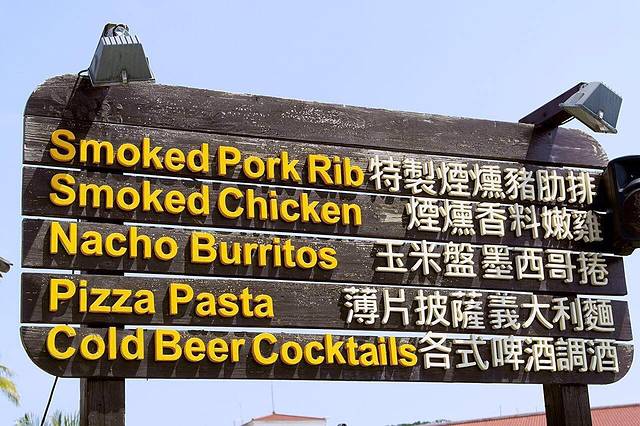 Smoked Pork Rib 特製煙燻豬肋排
Smoked Chicken 煙燻香料嫩雞
Nacho Burritos 玉米盤墨西哥捲
Pizza Pasta 薄片披薩義大利麵
Cold Beer Cocktails 各式啤酒調酒